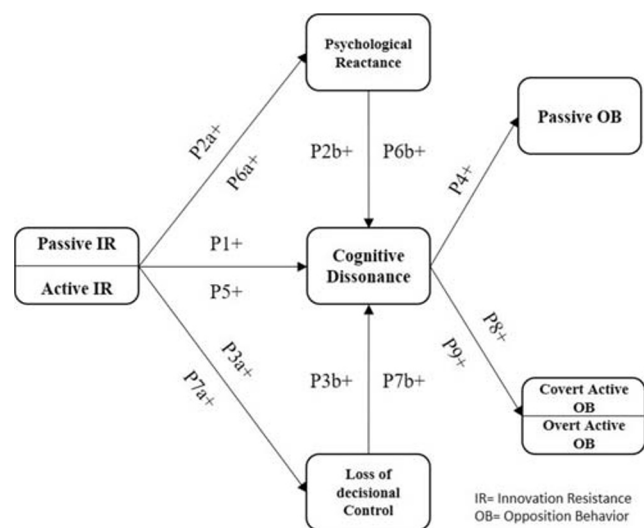 Psychological
Reactance
Passive OB
P2a+
P6a+
P2b+
P6b+
P4+
Passive IR
Active IR
P1+
P5+
Cognitive
Dissonance
P3a+
P7a+
P3b+
P7b+
P8+
P9+
Covert Active
OB
Overt Active
OB
Loss of
decisional
Control
IR= Innovation Resistance
OB= Opposition Behavior